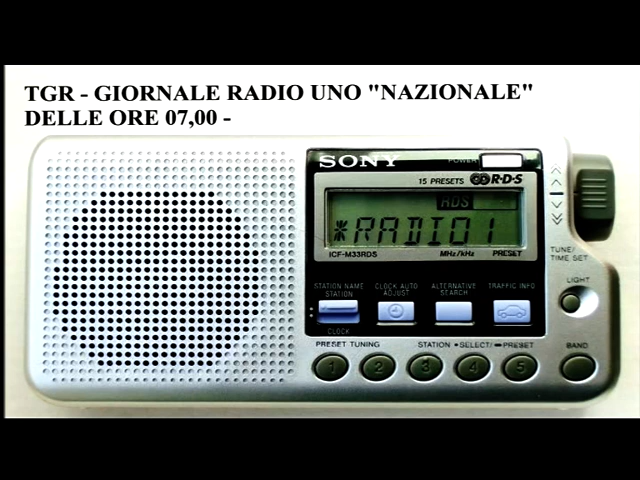 TGR - GIORNALE RADIO UNO "NAZIONALE"
DELLE ORE 07,00 -
SONY
POWER
15 PRESETS R·D·S
RDS
*RADIO1
ICF-M33RDS MHz/kHz PRESET
TUNE/
TIME SET
LIGHT
STATION NAME CLOCK AUTO ALTERNATIVE TRAFFIC INFO
STATION ADJUST SEARCH
CLOCK
PRESET TUNING STATION •SELECT/ PRESET BAND
1 2 3 4 5